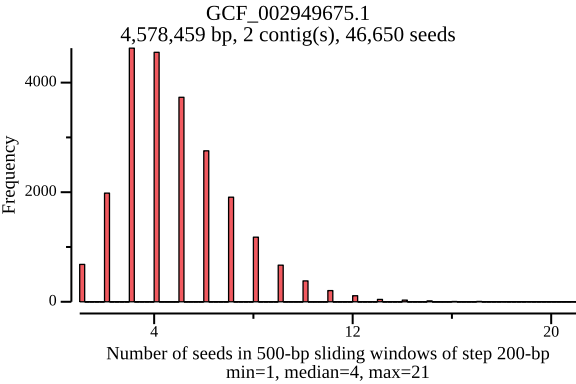 GCF_002949675.1
4,578,459 bp, 2 contig(s), 46,650 seeds
4000
2000
0
Frequency
4 12 20
Number of seeds in 500-bp sliding windows of step 200-bp
min=1, median=4, max=21